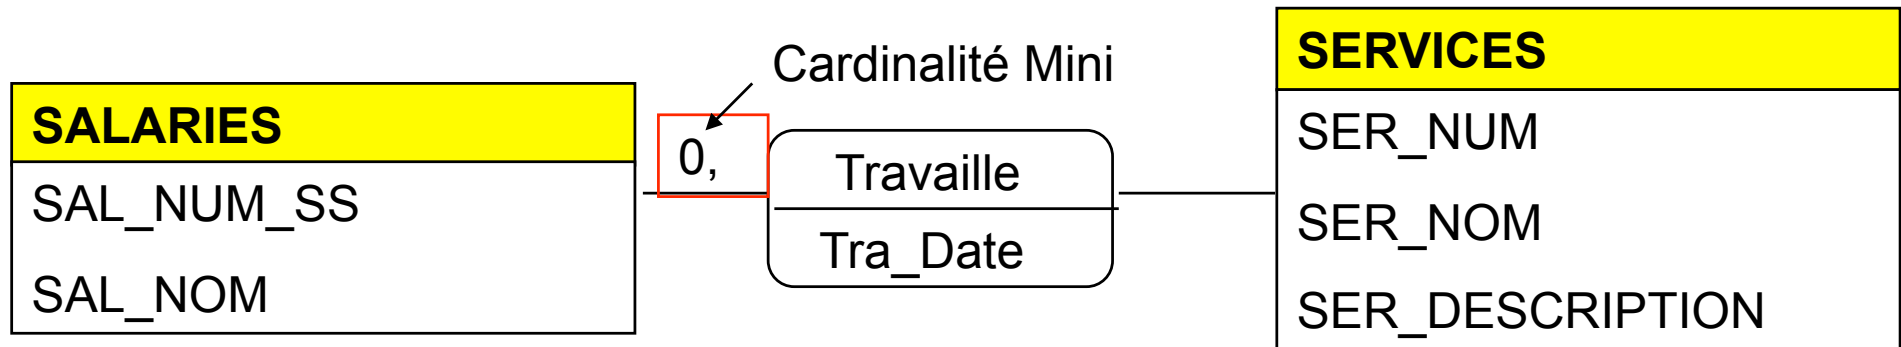 SALARIES
SAL_NUM_SS
SAL_NOM
Cardinalité Mini
0,
Travaille
Tra_Date
SERVICES
SER_NUM
SER_NOM
SER_DESCRIPTION